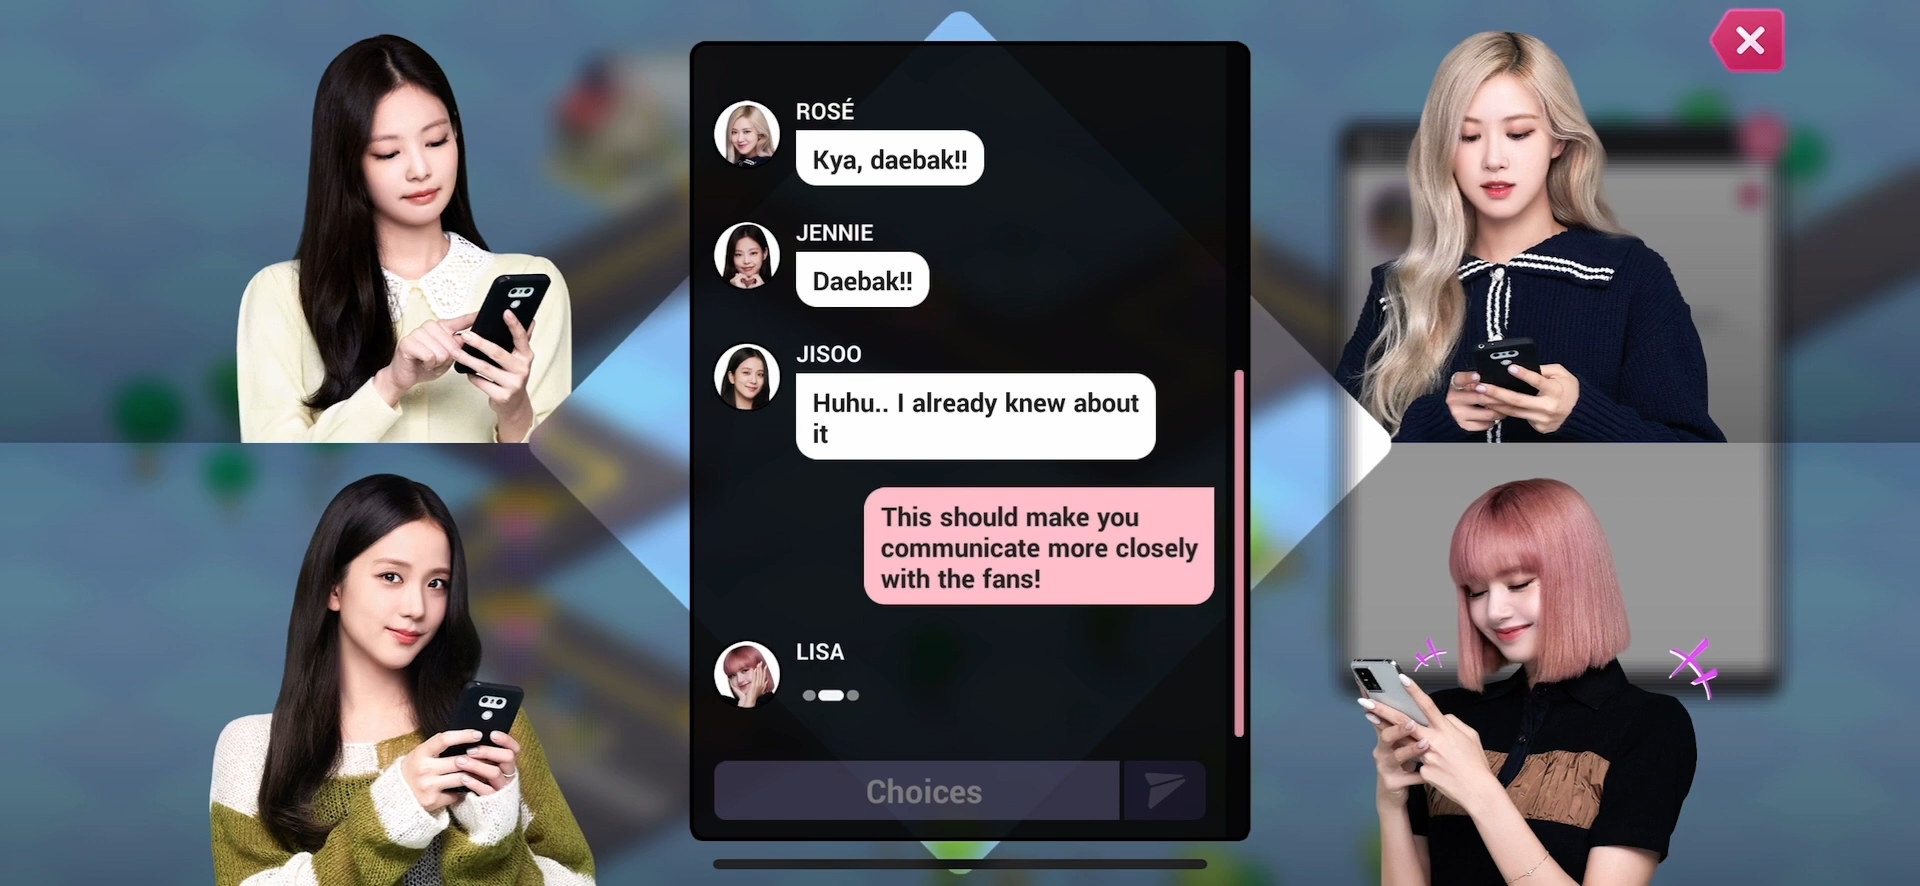 ROSÉ
Kya, daebak!!
JENNIE
Daebak!!
JISOO
Huhu.. I already knew about
it
This should make you
communicate more closely
with the fans!
LISA
Choices